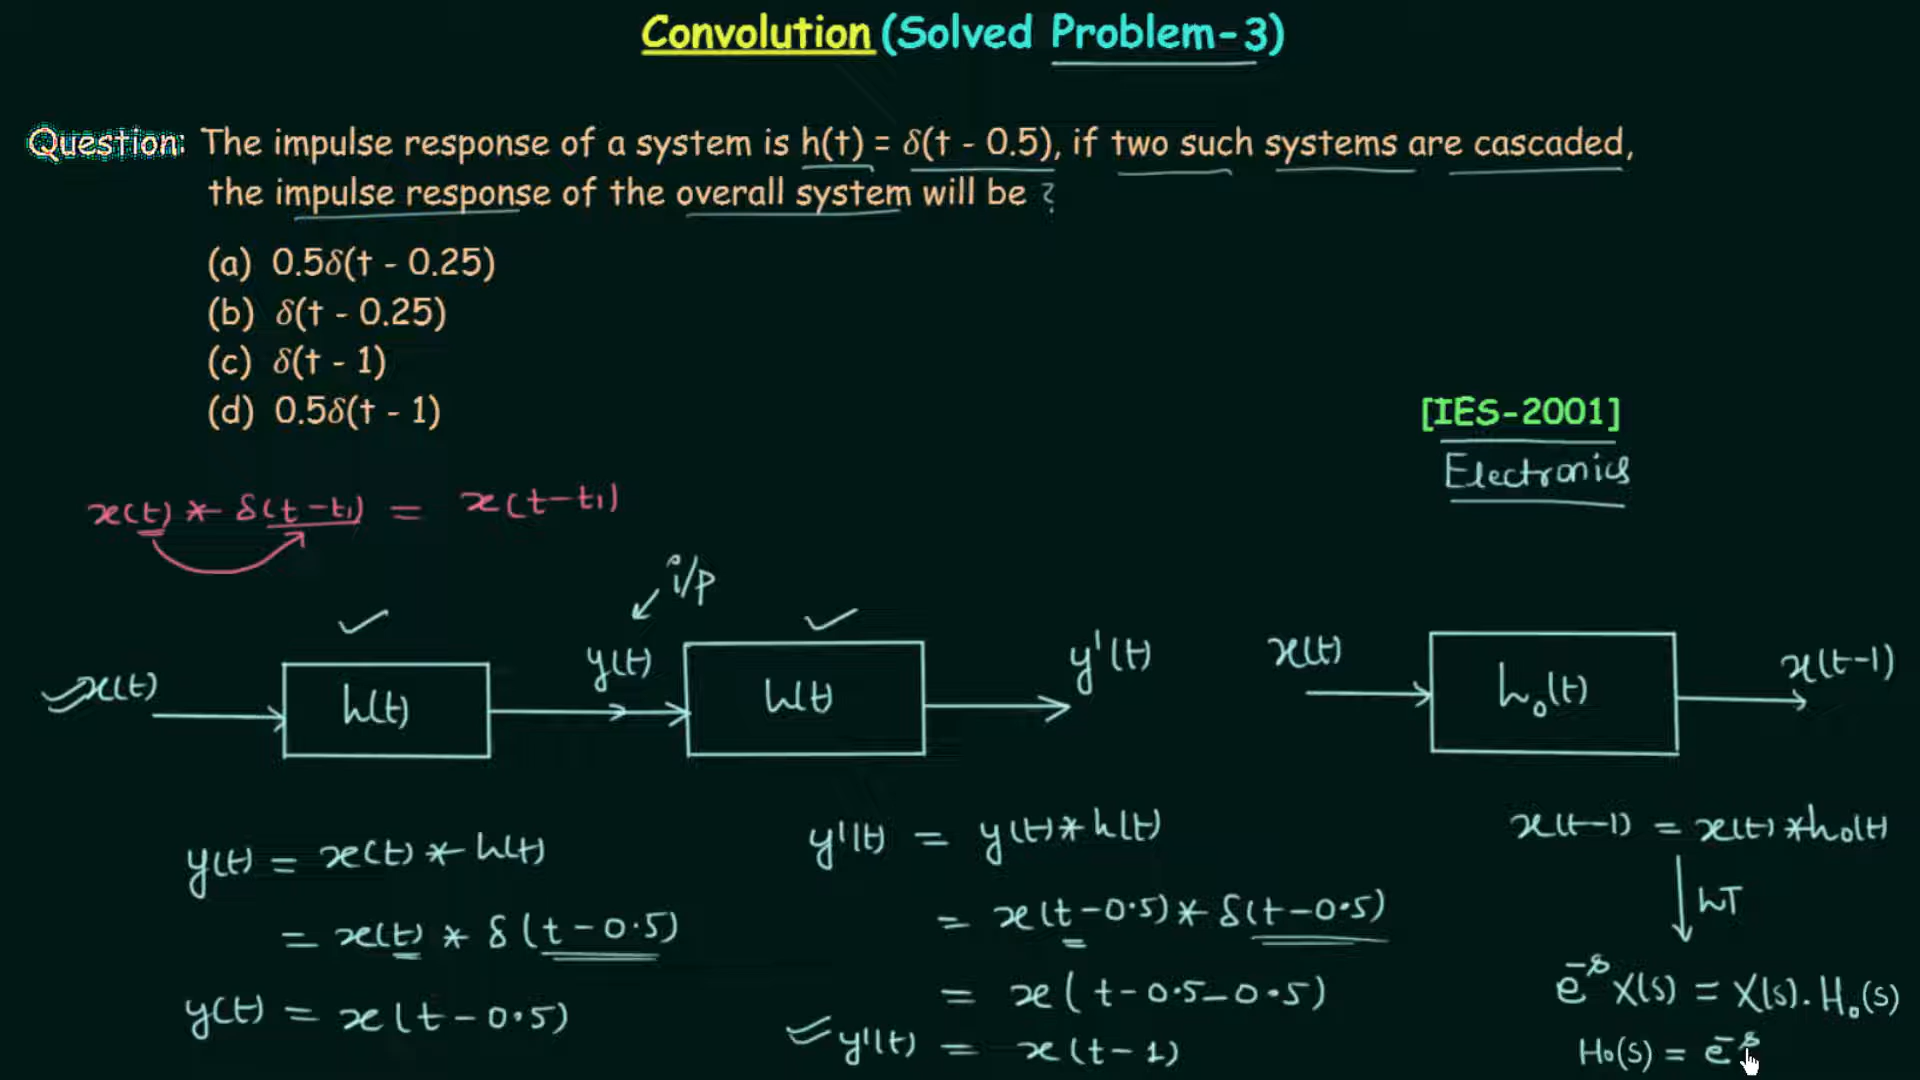 Convolution (Solved Problem-3)
Question: The impulse response of a system is h(t) = δ(t - 0.5), if two such systems are cascaded,
the impulse response of the overall system will be ?
(a) 0.5δ(t - 0.25)
(b) δ(t - 0.25)
(c) δ(t - 1)
(d) 0.5δ(t - 1)
[IES-2001]
Electronics
x(t) * δ(t-t₁) = x(t-t₁)
i/p
x(t)
h(t)
y(t)
h(t)
y'(t)
x(t)
h₀(t)
x(t-1)
y(t) = x(t) * h(t)
= x(t) * δ(t-0.5)
y(t) = x(t-0.5)
y'(t) = y(t) * h(t)
= x(t-0.5) * δ(t-0.5)
= x(t-0.5-0.5)
y'(t) = x(t-1)
x(t-1) = x(t) * h₀(t)
LT
e⁻ˢ X(s) = X(s). H₀(s)
H₀(s) = e⁻ˢ